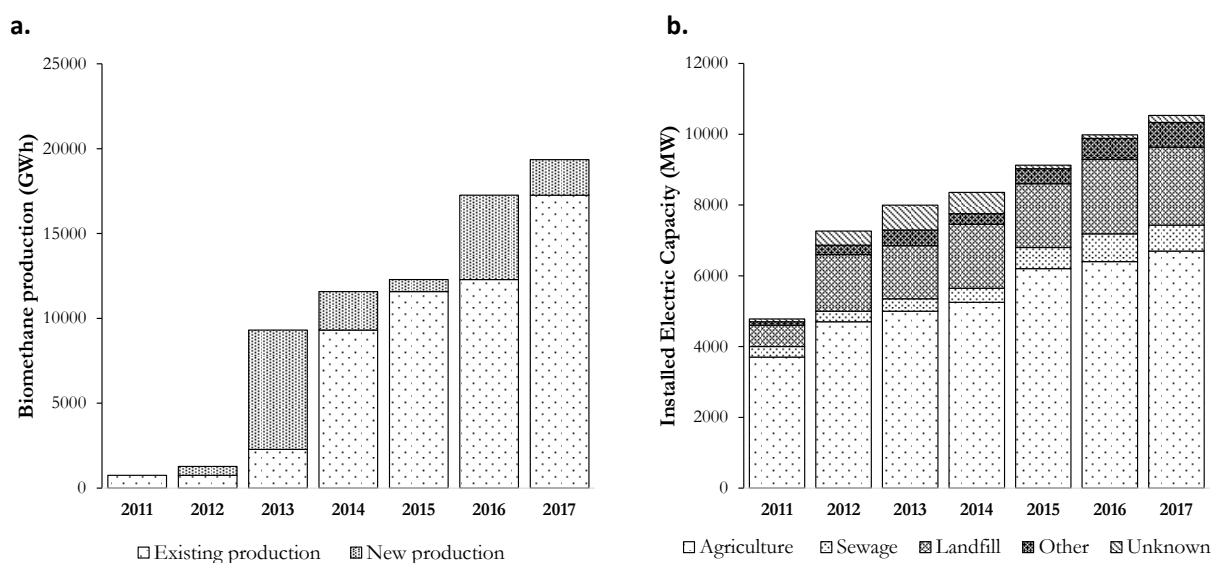 a.
Biomethane production (GWh)
25000
20000
15000
10000
5000
0
2011 2012 2013 2014 2015 2016 2017
Existing production New production
b.
Installed Electric Capacity (MW)
12000
10000
8000
6000
4000
2000
0
2011 2012 2013 2014 2015 2016 2017
Agriculture Sewage Landfill Other Unknown